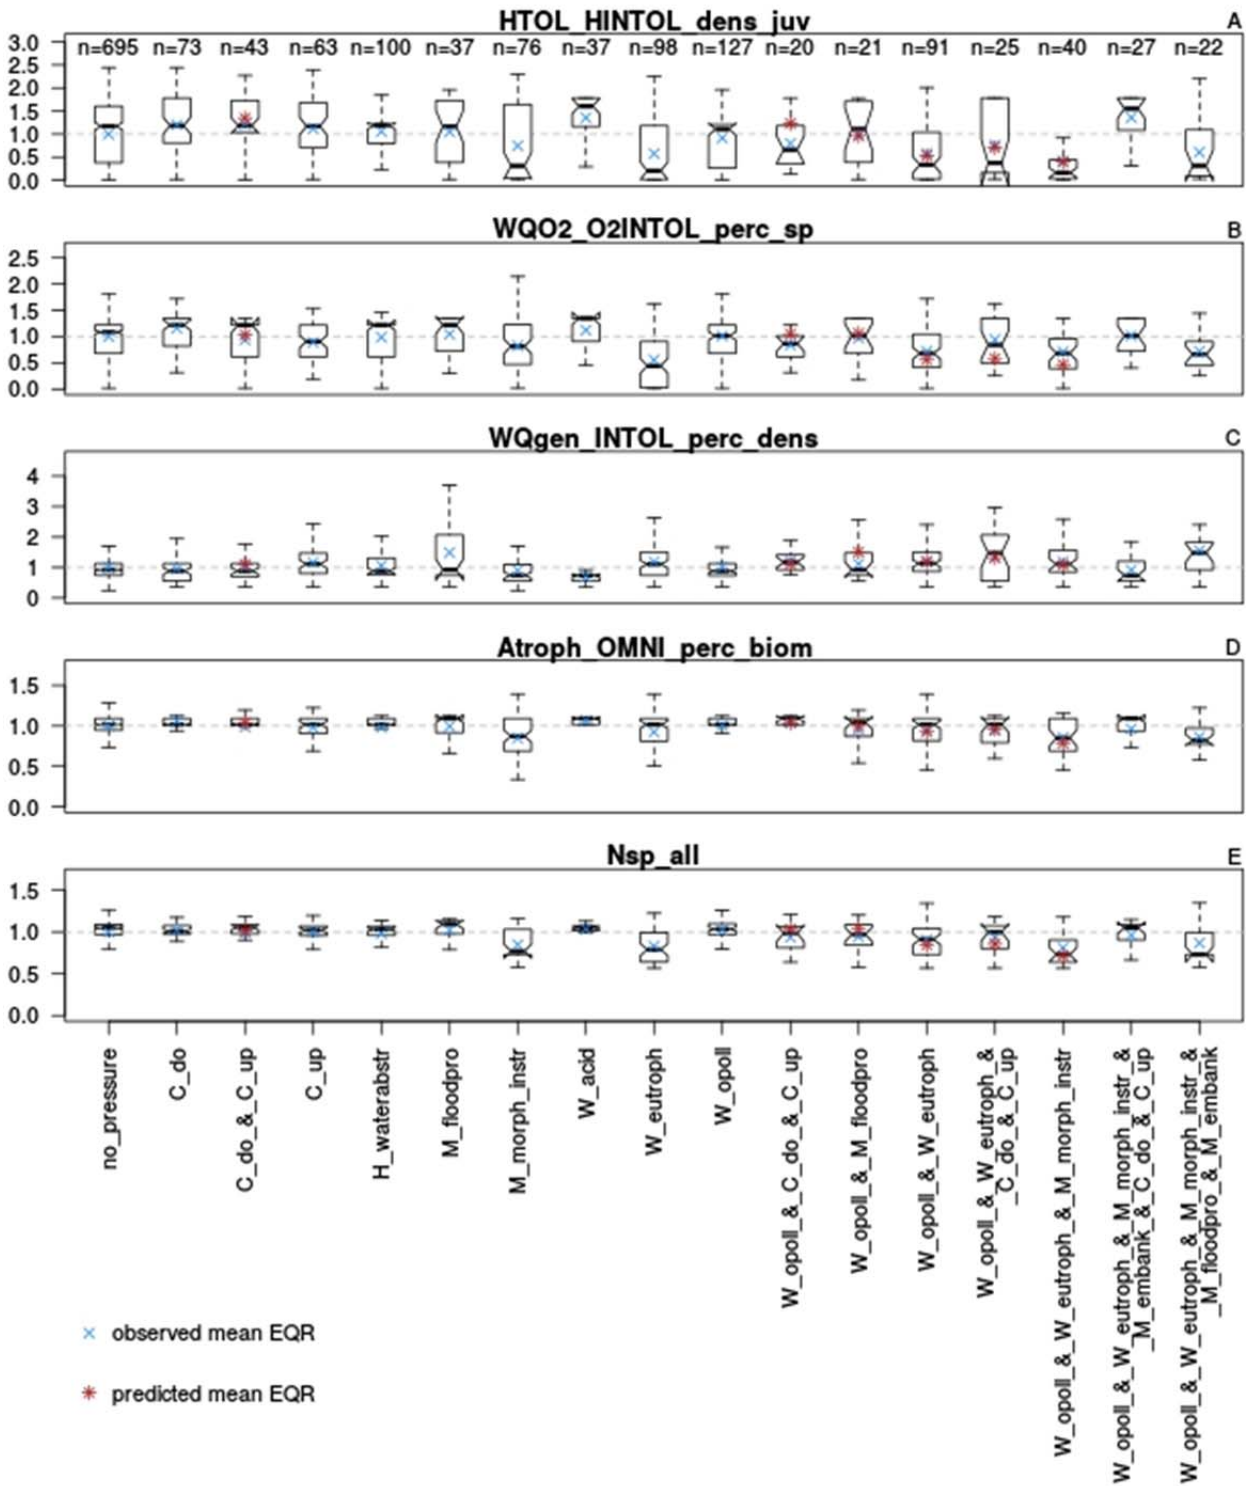 HTOL_HINTOL_dens_juv
A
n=695 n=73 n=43 n=63 n=100 n=37 n=76 n=37 n=98 n=127 n=20 n=21 n=91 n=25 n=40 n=27 n=22
3.0
2.5
2.0
1.5
1.0
0.5
0.0
WQO2_O2INTOL_perc_sp
B
2.5
2.0
1.5
1.0
0.5
0.0
WQgen_INTOL_perc_dens
C
4
3
2
1
0
Atroph_OMNI_perc_biom
D
1.5
1.0
0.5
0.0
Nsp_all
E
1.5
1.0
0.5
0.0
no_pressure
C_do
C_do_&_C_up
C_up
H_waterabstr
M_floodpro
M_morph_instr
W_acid
W_eutroph
W_opoll
W_opoll_&_C_do_&_C_up
W_opoll_&_M_floodpro
W_opoll_&_W_eutroph
W_opoll_&_W_eutroph_&
_C_do_&_C_up
W_opoll_&_W_eutroph_&_M_morph_instr
W_opoll_&_W_eutroph_&_M_morph_instr_&
_M_embank_&_C_do_&_C_up
W_opoll_&_W_eutroph_&_M_morph_instr_&
_M_floodpro_&_M_embank
observed mean EQR
predicted mean EQR